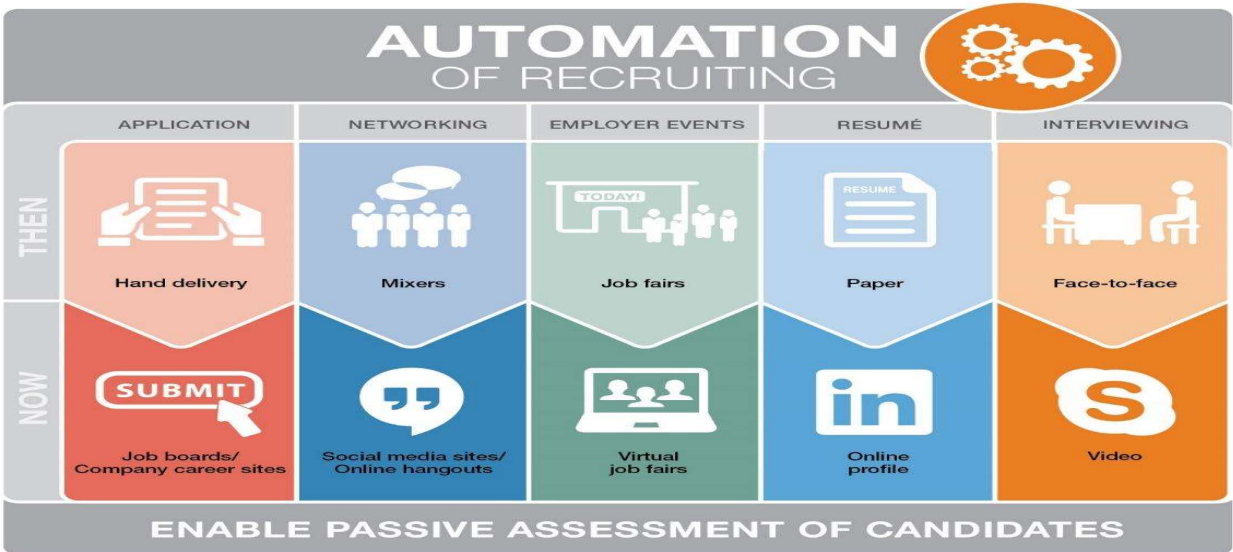 AUTOMATION
OF RECRUITING
APPLICATION
NETWORKING
EMPLOYER EVENTS
RESUMÉ
INTERVIEWING
THEN
Hand delivery
Mixers
TODAY!
Job fairs
RESUME
Paper
Face-to-face
NOW
SUBMIT
Job boards/
Company career sites
Social media sites/
Online hangouts
Virtual
job fairs
in
Online
profile
S
Video
ENABLE PASSIVE ASSESSMENT OF CANDIDATES